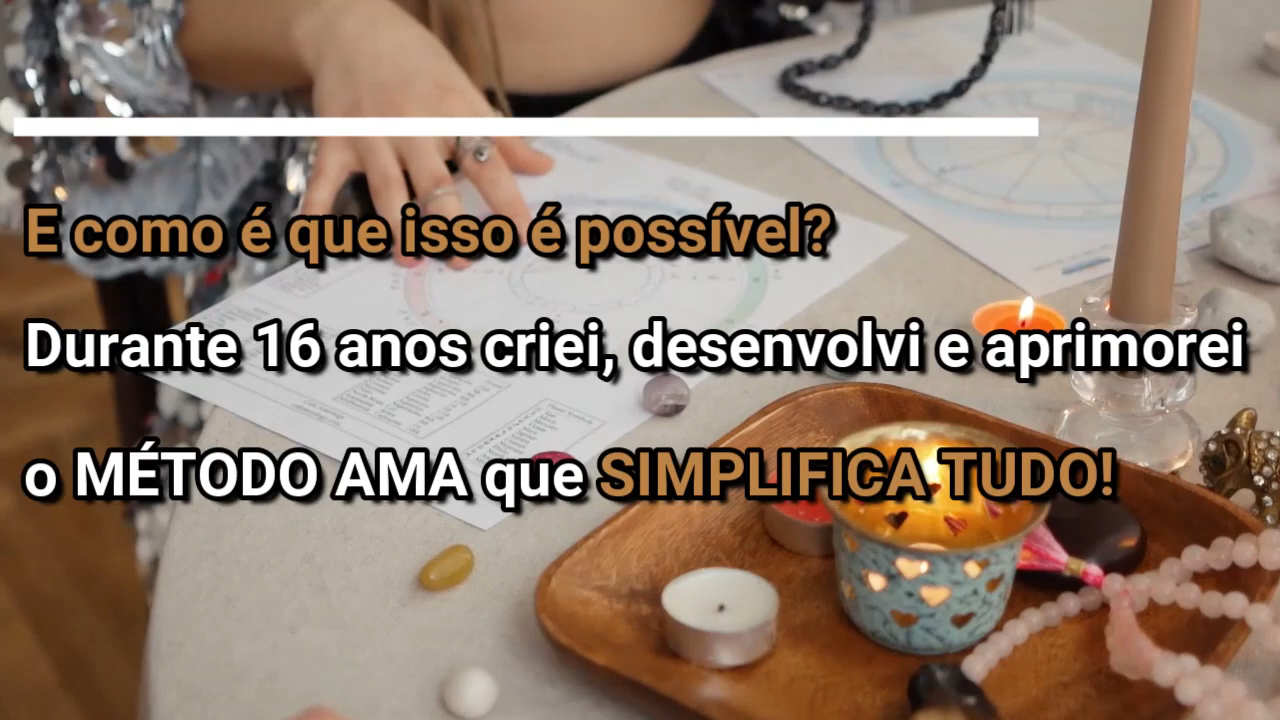 E como é que isso é possível?
Durante 16 anos criei, desenvolvi e aprimorei
o MÉTODO AMA que SIMPLIFICA TUDO!